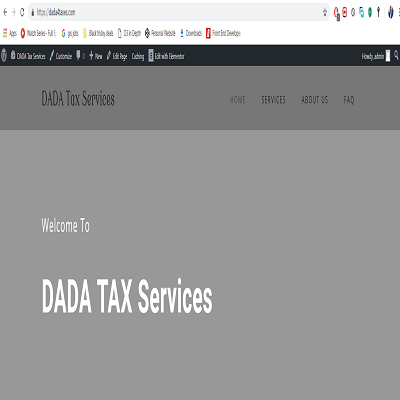 https://dada4taxes.com
Apps Watch Series - Full E gis jobs Black friday deals D3 in Depth Personal Website Downloads Front End Develope
DADA Tax Services Customize 0 New Edit Page Caching Edit with Elementor Howdy, admin
DADA Tax Services HOME SERVICES ABOUT US FAQ
Welcome To
DADA TAX Services